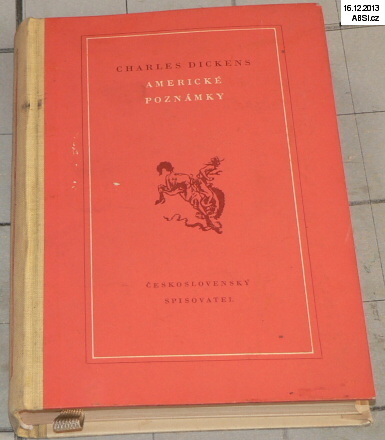 16.12.2013
ABSI.cz
CHARLES DICKENS
AMERICKÉ
POZNÁMKY
ČESKOSLOVENSKÝ
SPISOVATEL